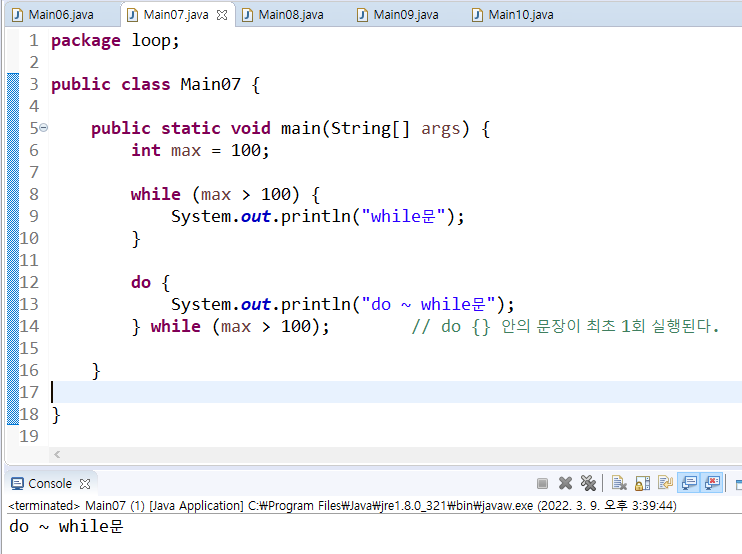 Main06.java Main07.java Main08.java Main09.java Main10.java
1 package loop;
2
3 public class Main07 {
4
5 public static void main(String[] args) {
6 int max = 100;
7
8 while (max > 100) {
9 System.out.println("while문");
10 }
11
12 do {
13 System.out.println("do ~ while문");
14 } while (max > 100); // do {} 안의 문장이 최초 1회 실행된다.
15
16 }
17
18 }
19
Console
<terminated> Main07 (1) [Java Application] C:₩Program Files₩Java₩jre1.8.0_321₩bin₩javaw.exe (2022. 3. 9. 오후 3:39:44)
do ~ while문